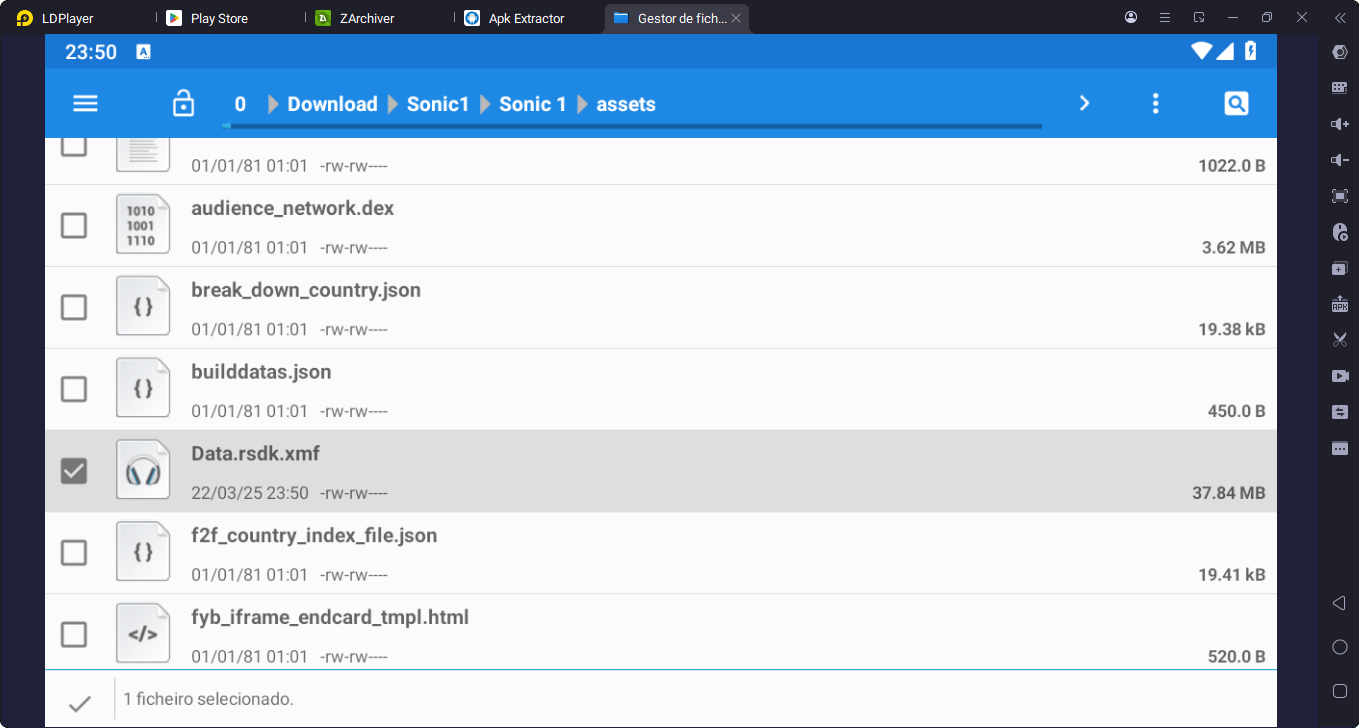 LDPlayer
Play Store
ZArchiver
Apk Extractor
Gestor de fich...
23:50
A
0 Download Sonic1 Sonic 1 assets
01/01/81 01:01 -rw-rw---- 1022.0 B
1010
1001
1110
audience_network.dex
01/01/81 01:01 -rw-rw---- 3.62 MB
{ }
break_down_country.json
01/01/81 01:01 -rw-rw---- 19.38 kB
{ }
builddatas.json
01/01/81 01:01 -rw-rw---- 450.0 B
Data.rsdk.xmf
22/03/25 23:50 -rw-rw---- 37.84 MB
{ }
f2f_country_index_file.json
01/01/81 01:01 -rw-rw---- 19.41 kB
</>
fyb_iframe_endcard_tmpl.html
01/01/81 01:01 -rw-rw---- 520.0 B
1 ficheiro selecionado.
APK